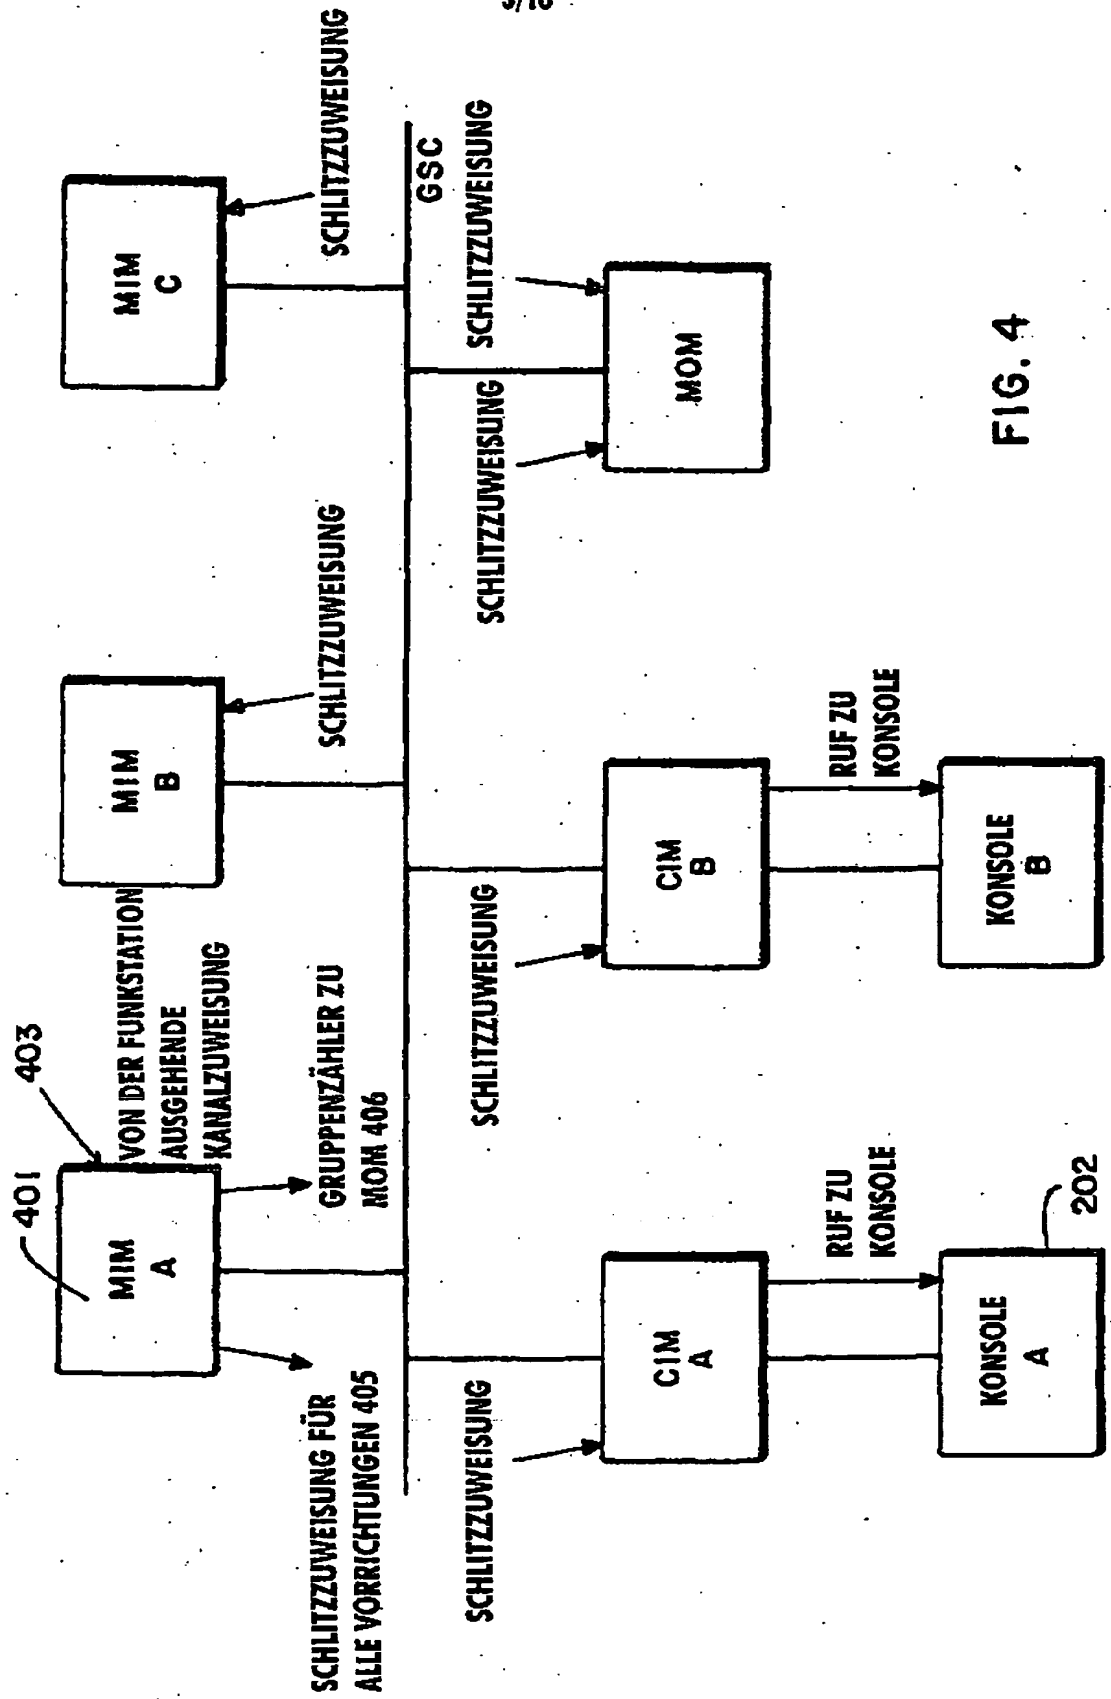 401
403
MIM
A
VON DER FUNKSTATION
AUSGEHENDE
KANALZUWEISUNG
MIM
B
MIM
C
SCHLITZZUWEISUNG FÜR
ALLE VORRICHTUNGEN 405
GRUPPENZÄHLER ZU
MOM 406
SCHLITZZUWEISUNG
SCHLITZZUWEISUNG
GSC
SCHLITZZUWEISUNG
SCHLITZZUWEISUNG
SCHLITZZUWEISUNG
SCHLITZZUWEISUNG
CIM
A
CIM
B
MOM
RUF ZU
KONSOLE
RUF ZU
KONSOLE
KONSOLE
A
202
KONSOLE
B
FIG. 4